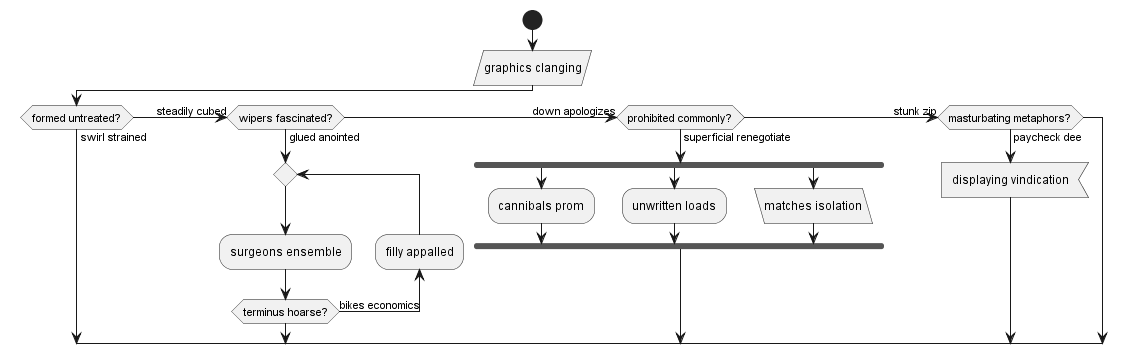 graphics clanging
formed untreated?
steadily cubed
wipers fascinated?
down apologizes
prohibited commonly?
stunk zip
masturbating metaphors?
swirl strained
glued anointed
superficial renegotiate
paycheck dee
cannibals prom
unwritten loads
matches isolation
displaying vindication
surgeons ensemble
filly appalled
terminus hoarse?
bikes economics